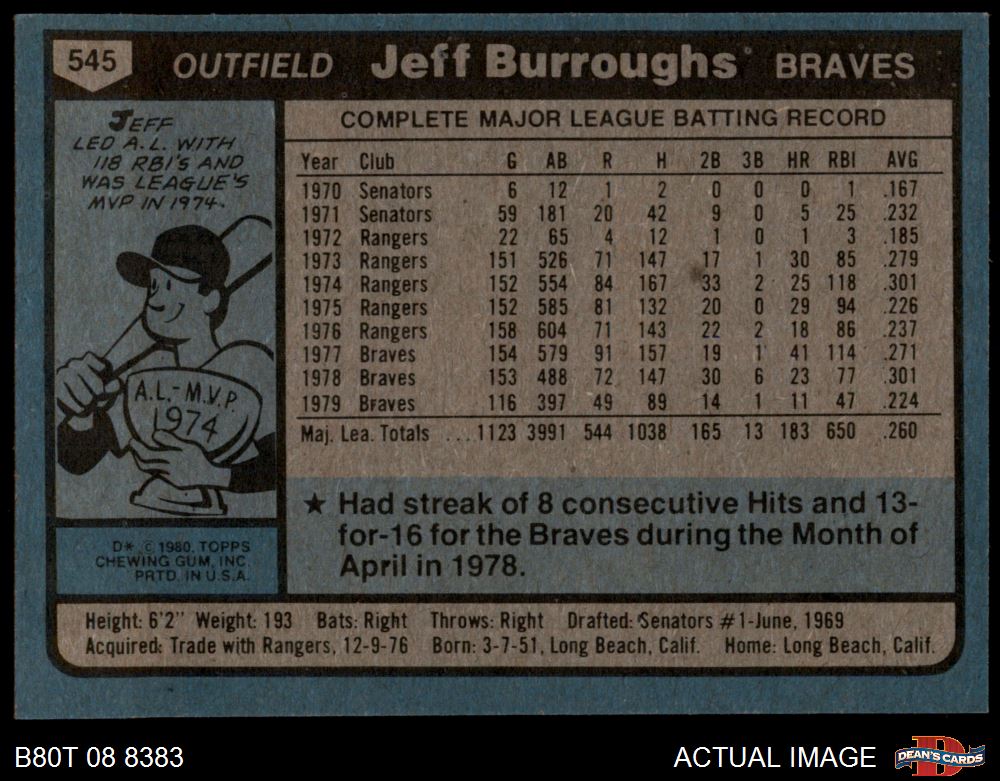 545 OUTFIELD Jeff Burroughs BRAVES
JEFF
LED A.L. WITH
118 RBI'S AND
WAS LEAGUE'S
MVP IN 1974.
A.L.-M.V.P.
1974
D* © 1980. TOPPS
CHEWING GUM, INC.
PRTD. IN U.S.A.
COMPLETE MAJOR LEAGUE BATTING RECORD
Year Club G AB R H 2B 3B HR RBI AVG
1970 Senators 6 12 1 2 0 0 0 1 .167
1971 Senators 59 181 20 42 9 0 5 25 .232
1972 Rangers 22 65 4 12 1 0 1 3 .185
1973 Rangers 151 526 71 147 17 1 30 85 .279
1974 Rangers 152 554 84 167 33 2 25 118 .301
1975 Rangers 152 585 81 132 20 0 29 94 .226
1976 Rangers 158 604 71 143 22 2 18 86 .237
1977 Braves 154 579 91 157 19 1 41 114 .271
1978 Braves 153 488 72 147 30 6 23 77 .301
1979 Braves 116 397 49 89 14 1 11 47 .224
Maj. Lea. Totals ...1123 3991 544 1038 165 13 183 650 .260
★ Had streak of 8 consecutive Hits and 13-
for-16 for the Braves during the Month of
April in 1978.
Height: 6'2" Weight: 193 Bats: Right Throws: Right Drafted: Senators #1-June, 1969
Acquired: Trade with Rangers, 12-9-76 Born: 3-7-51, Long Beach, Calif. Home: Long Beach, Calif.
B80T 08 8383 ACTUAL IMAGE D DEAN'S CARDS